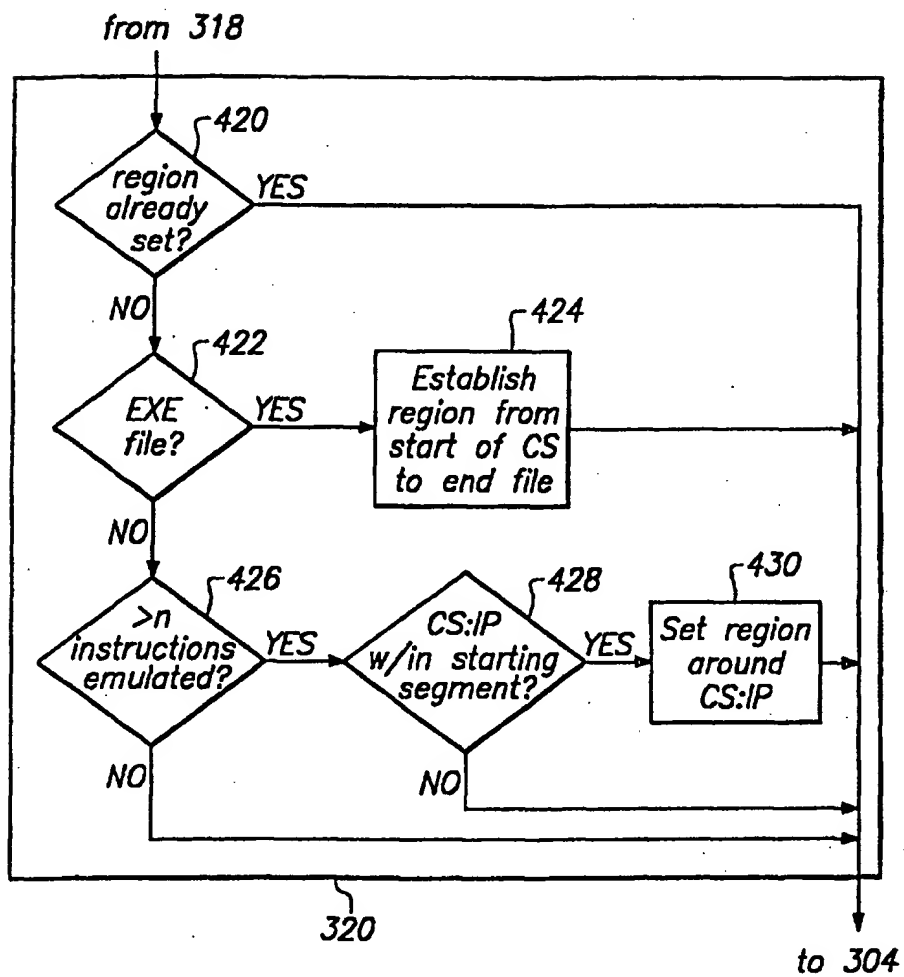 from 318
420
region
already
set?
YES
NO
422
EXE
file?
YES
424
Establish
region from
start of CS
to end file
NO
426
>n
instructions
emulated?
YES
428
CS:IP
w/in starting
segment?
YES
430
Set region
around
CS:IP
NO
NO
320
to 304